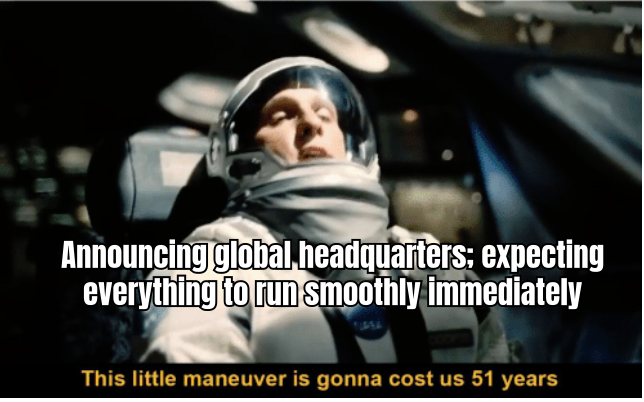 Announcing global headquarters; expecting
everything to run smoothly immediately
This little maneuver is gonna cost us 51 years